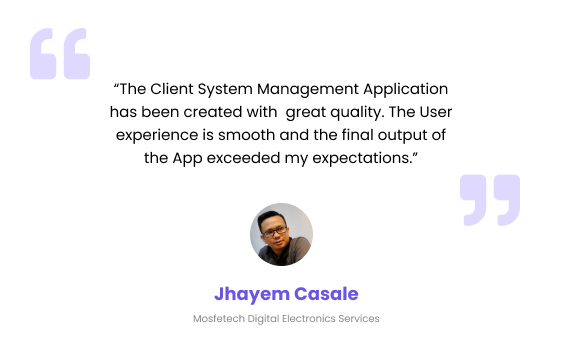 “The Client System Management Application
has been created with  great quality. The User
experience is smooth and the final output of
the App exceeded my expectations.”
Jhayem Casale
Mosfetech Digital Electronics Services